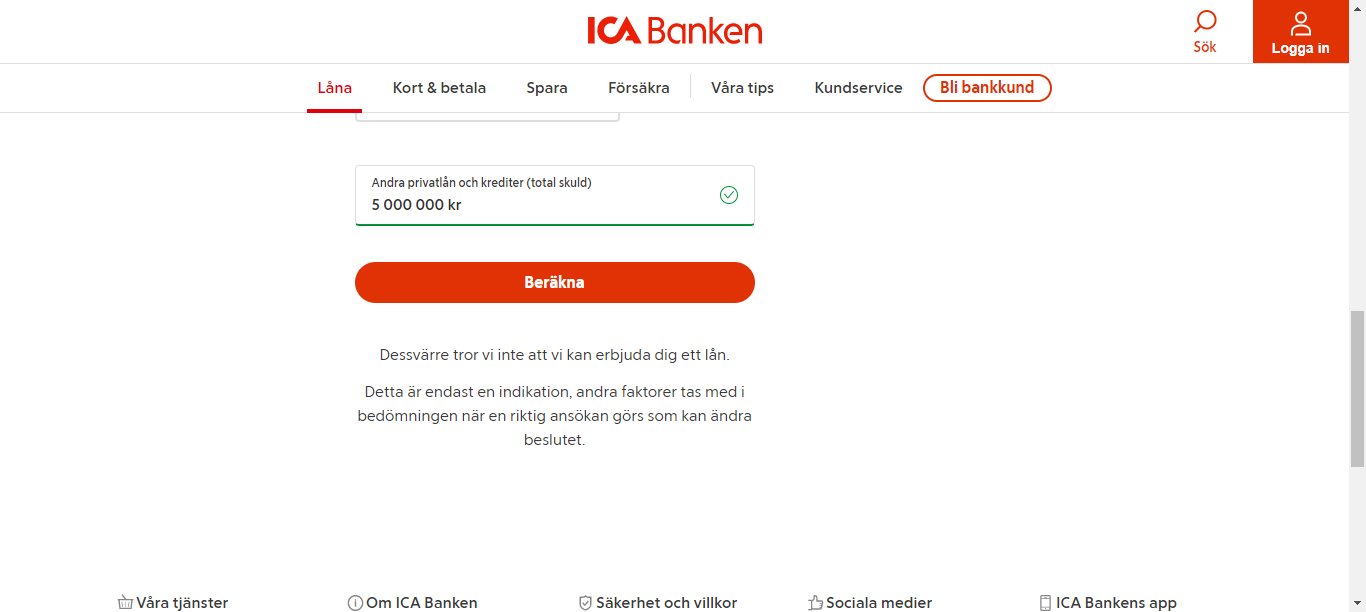 ICA Banken
Sök
Logga in
Låna
Kort & betala
Spara
Försäkra
Våra tips
Kundservice
Bli bankkund
Andra privatlån och krediter (total skuld)
5 000 000 kr
Beräkna
Dessvärre tror vi inte att vi kan erbjuda dig ett lån.
Detta är endast en indikation, andra faktorer tas med i
bedömningen när en riktig ansökan görs som kan ändra
beslutet.
Våra tjänster
Om ICA Banken
Säkerhet och villkor
Sociala medier
ICA Bankens app